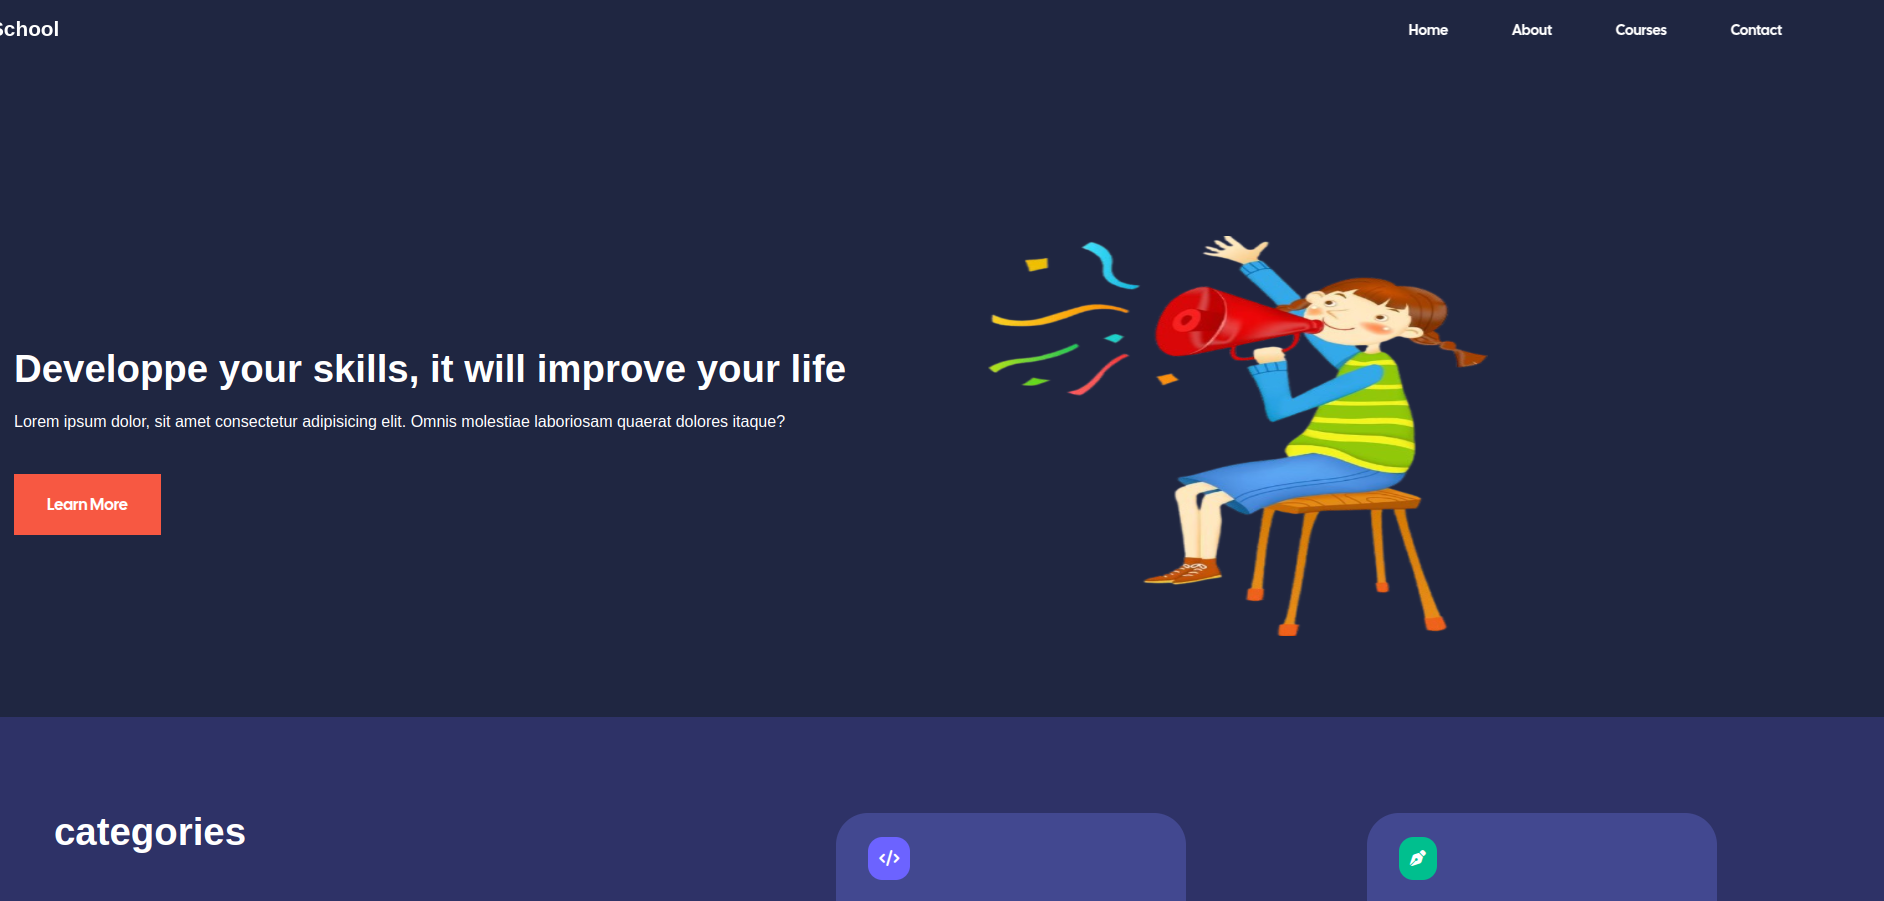 School
Home About Courses Contact
Developpe your skills, it will improve your life
Lorem ipsum dolor, sit amet consectetur adipisicing elit. Omnis molestiae laboriosam quaerat dolores itaque?
Learn More
categories